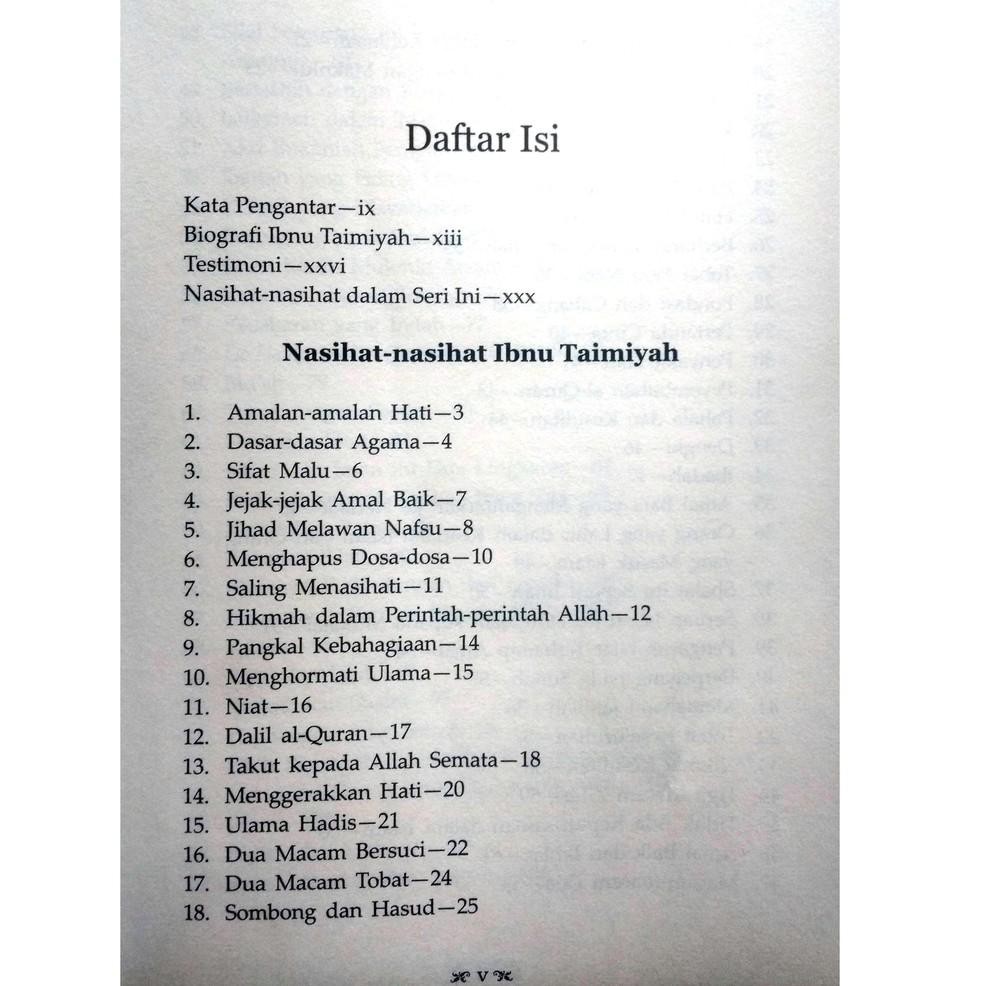 Daftar Isi
Kata Pengantar—ix
Biografi Ibnu Taimiyah—xiii
Testimoni—xxvi
Nasihat-nasihat dalam Seri Ini—xxx
Nasihat-nasihat Ibnu Taimiyah
1. Amalan-amalan Hati—3
2. Dasar-dasar Agama—4
3. Sifat Malu—6
4. Jejak-jejak Amal Baik—7
5. Jihad Melawan Nafsu—8
6. Menghapus Dosa-dosa—10
7. Saling Menasihati—11
8. Hikmah dalam Perintah-perintah Allah—12
9. Pangkal Kebahagiaan—14
10. Menghormati Ulama—15
11. Niat—16
12. Dalil al-Quran—17
13. Takut kepada Allah Semata—18
14. Menggerakkan Hati—20
15. Ulama Hadis—21
16. Dua Macam Bersuci—22
17. Dua Macam Tobat—24
18. Sombong dan Hasud—25
V